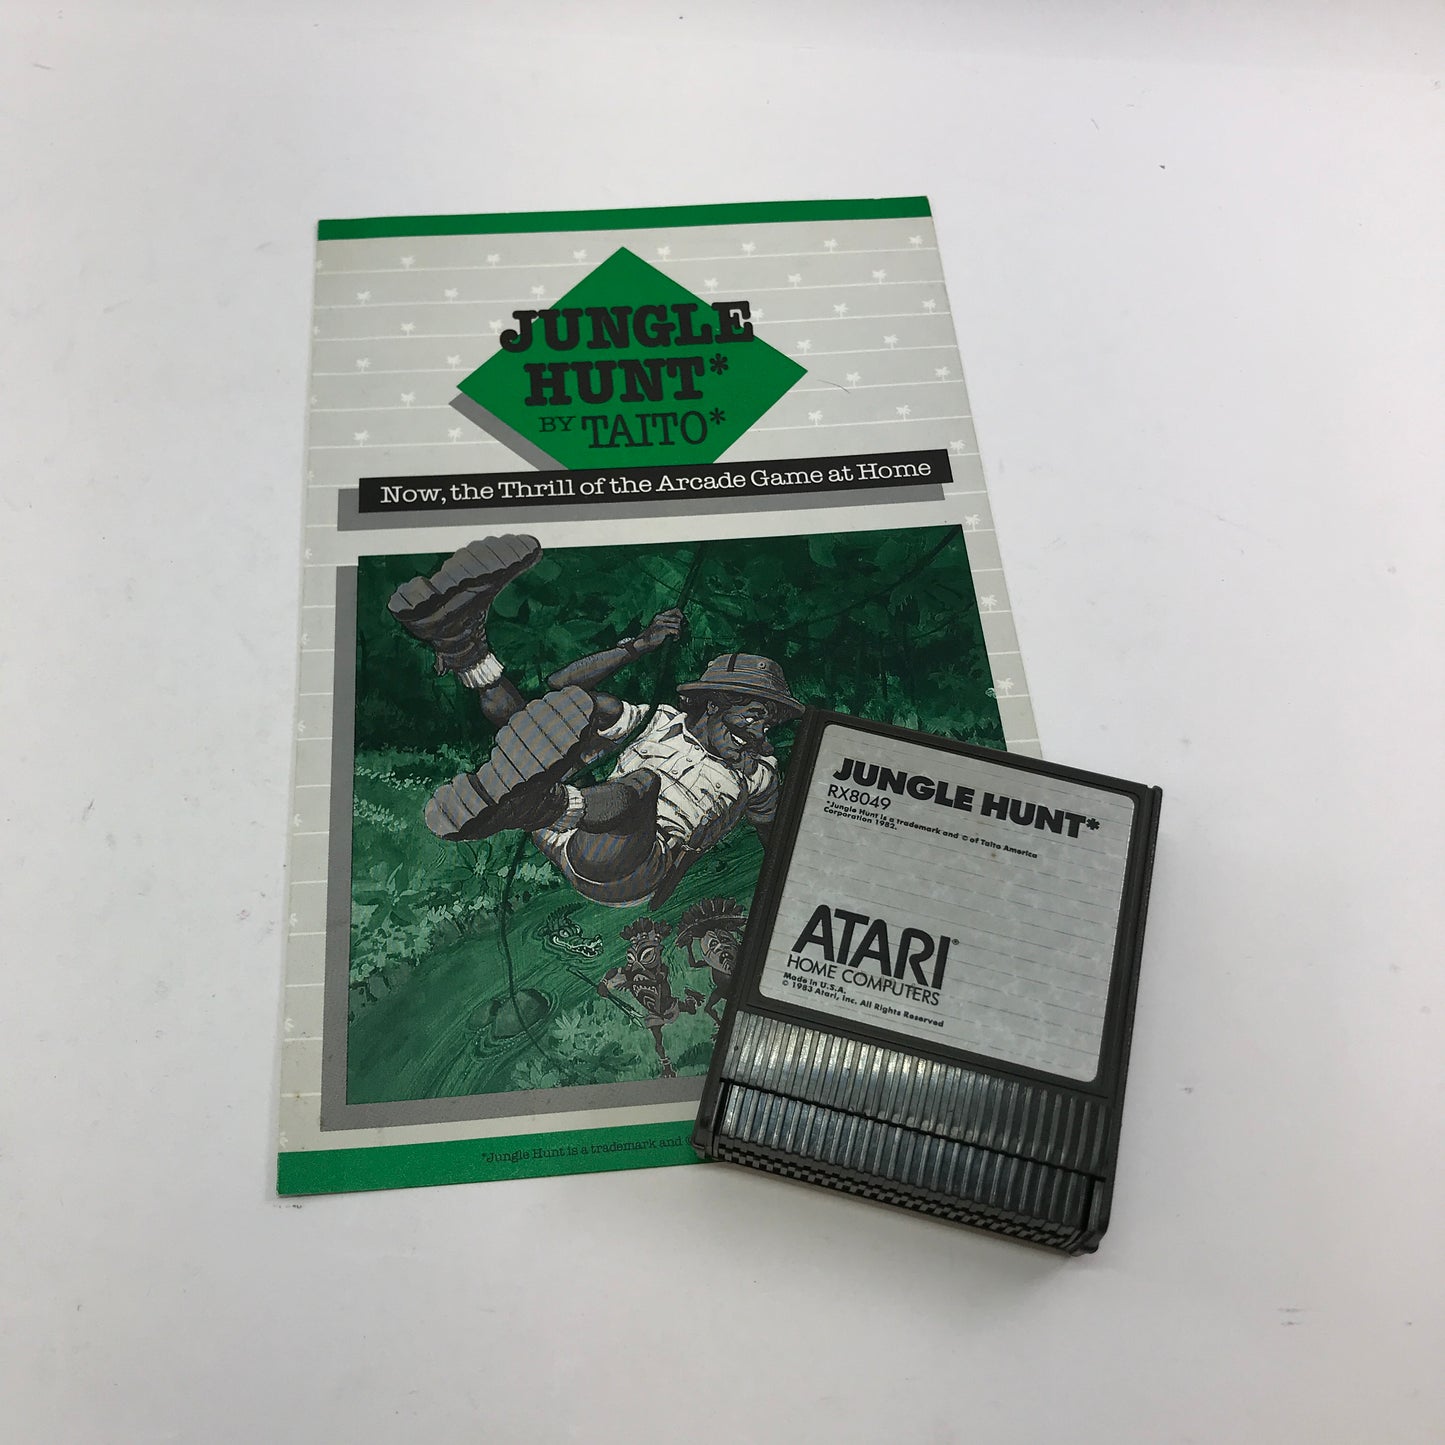 JUNGLE
HUNT*
BY TAITO*
Now, the Thrill of the Arcade Game at Home
*Jungle Hunt is a trademark and ©
JUNGLE HUNT*
RX8049
*Jungle Hunt is a trademark and © of Taito America
Corporation 1982.
ATARI®
HOME COMPUTERS
Made in U.S.A.
© 1983 Atari, Inc. All Rights Reserved